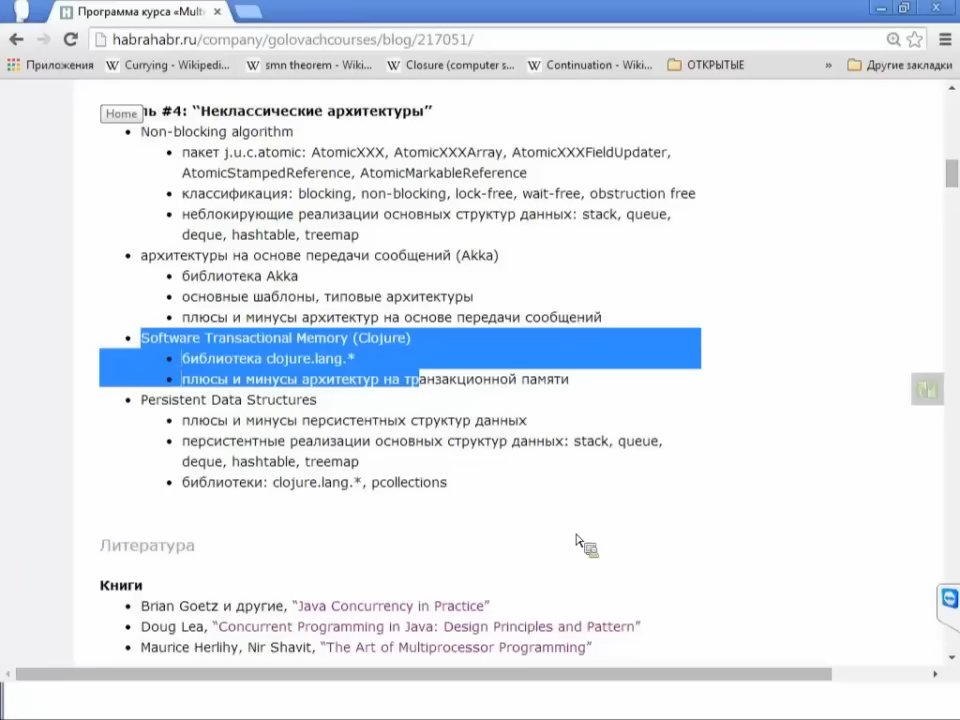 Программа курса «Mult
habrahabr.ru/company/golovachcourses/blog/217051/
Приложения Currying - Wikipedi... smn theorem - Wiki... Closure (computer s... Continuation - Wiki... ОТКРЫТЫЕ » Другие закладки
Home
ль #4: “Неклассические архитектуры”
Non-blocking algorithm
пакет j.u.c.atomic: AtomicXXX, AtomicXXXArray, AtomicXXXFieldUpdater,
AtomicStampedReference, AtomicMarkableReference
классификация: blocking, non-blocking, lock-free, wait-free, obstruction free
неблокирующие реализации основных структур данных: stack, queue,
deque, hashtable, treemap
архитектуры на основе передачи сообщений (Akka)
библиотека Akka
основные шаблоны, типовые архитектуры
плюсы и минусы архитектур на основе передачи сообщений
Software Transactional Memory (Clojure)
библиотека clojure.lang.*
плюсы и минусы архитектур на транзакционной памяти
Persistent Data Structures
плюсы и минусы персистентных структур данных
персистентные реализации основных структур данных: stack, queue,
deque, hashtable, treemap
библиотеки: clojure.lang.*, pcollections
Литература
Книги
Brian Goetz и другие, “Java Concurrency in Practice”
Doug Lea, “Concurrent Programming in Java: Design Principles and Pattern”
Maurice Herlihy, Nir Shavit, “The Art of Multiprocessor Programming”